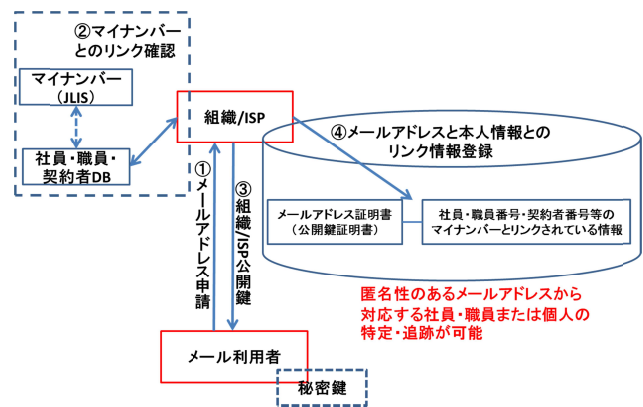 ②マイナンバー
とのリンク確認
マイナンバー
（JLIS）
社員・職員・
契約者DB
組織/ISP
④メールアドレスと本人情報との
リンク情報登録
メールアドレス証明書
（公開鍵証明書）
社員・職員番号・契約者番号等の
マイナンバーとリンクされている情報
①メールアドレス申請
③組織/ISP公開鍵
匿名性のあるメールアドレスから
対応する社員・職員または個人の
特定・追跡が可能
メール利用者
秘密鍵